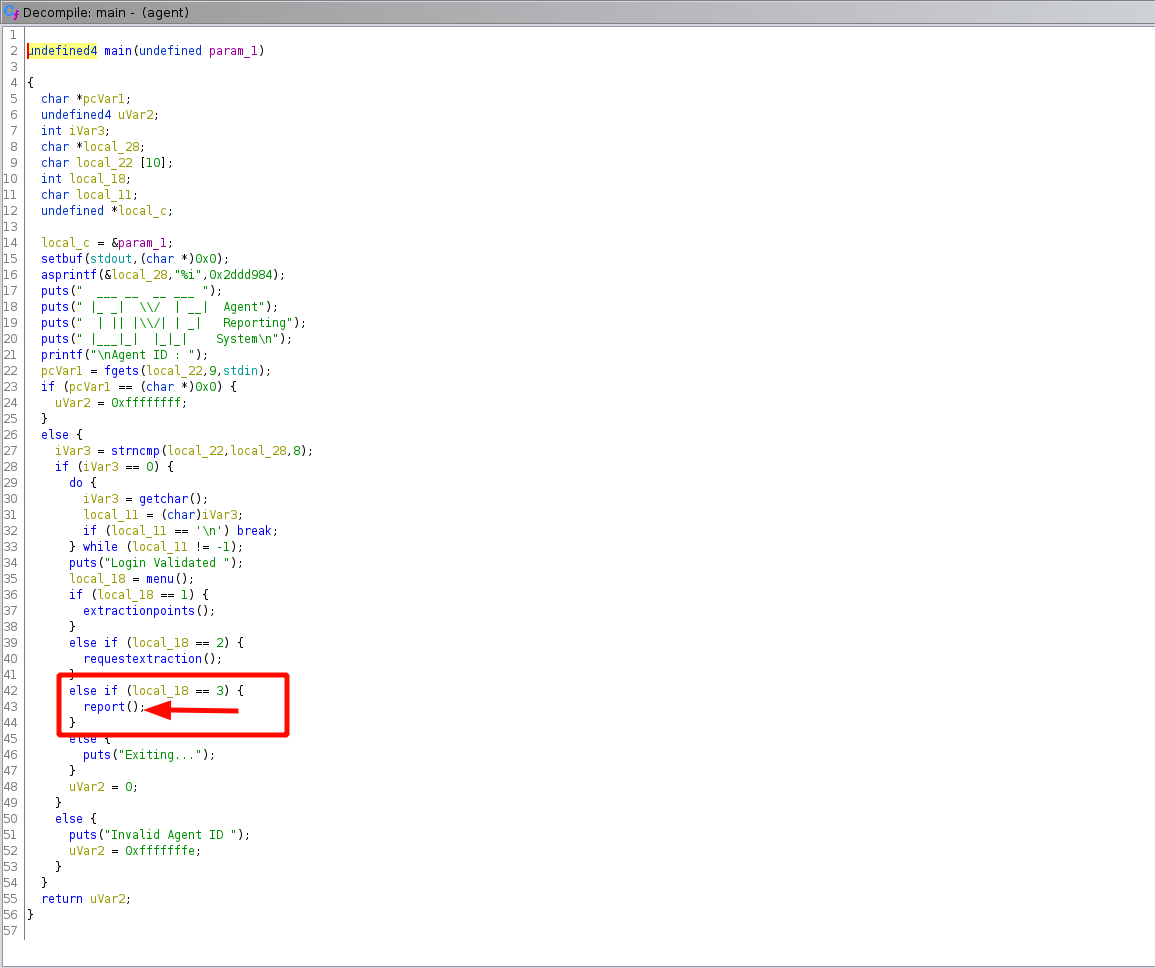 Decompile: main - (agent)
1
2 undefined4 main(undefined param_1)
3
4 {
5   char *pcVar1;
6   undefined4 uVar2;
7   int iVar3;
8   char *local_28;
9   char local_22 [10];
10   int local_18;
11   char local_11;
12   undefined *local_c;
13
14   local_c = &param_1;
15   setbuf(stdout,(char *)0x0);
16   asprintf(&local_28,"%i",0x2ddd984);
17   puts("  ___ __  __ ___ ");
18   puts(" |_ _|  \\/  | __|  Agent");
19   puts("  | || |\\/| | _|   Reporting");
20   puts(" |___|_|  |_|_|    System\n");
21   printf("\nAgent ID : ");
22   pcVar1 = fgets(local_22,9,stdin);
23   if (pcVar1 == (char *)0x0) {
24     uVar2 = 0xffffffff;
25   }
26   else {
27     iVar3 = strncmp(local_22,local_28,8);
28     if (iVar3 == 0) {
29       do {
30         iVar3 = getchar();
31         local_11 = (char)iVar3;
32         if (local_11 == '\n') break;
33       } while (local_11 != -1);
34       puts("Login Validated ");
35       local_18 = menu();
36       if (local_18 == 1) {
37         extractionpoints();
38       }
39       else if (local_18 == 2) {
40         requestextraction();
41       }
42       else if (local_18 == 3) {
43         report();
44       }
45       else {
46         puts("Exiting...");
47       }
48       uVar2 = 0;
49     }
50     else {
51       puts("Invalid Agent ID ");
52       uVar2 = 0xfffffffe;
53     }
54   }
55   return uVar2;
56 }
57